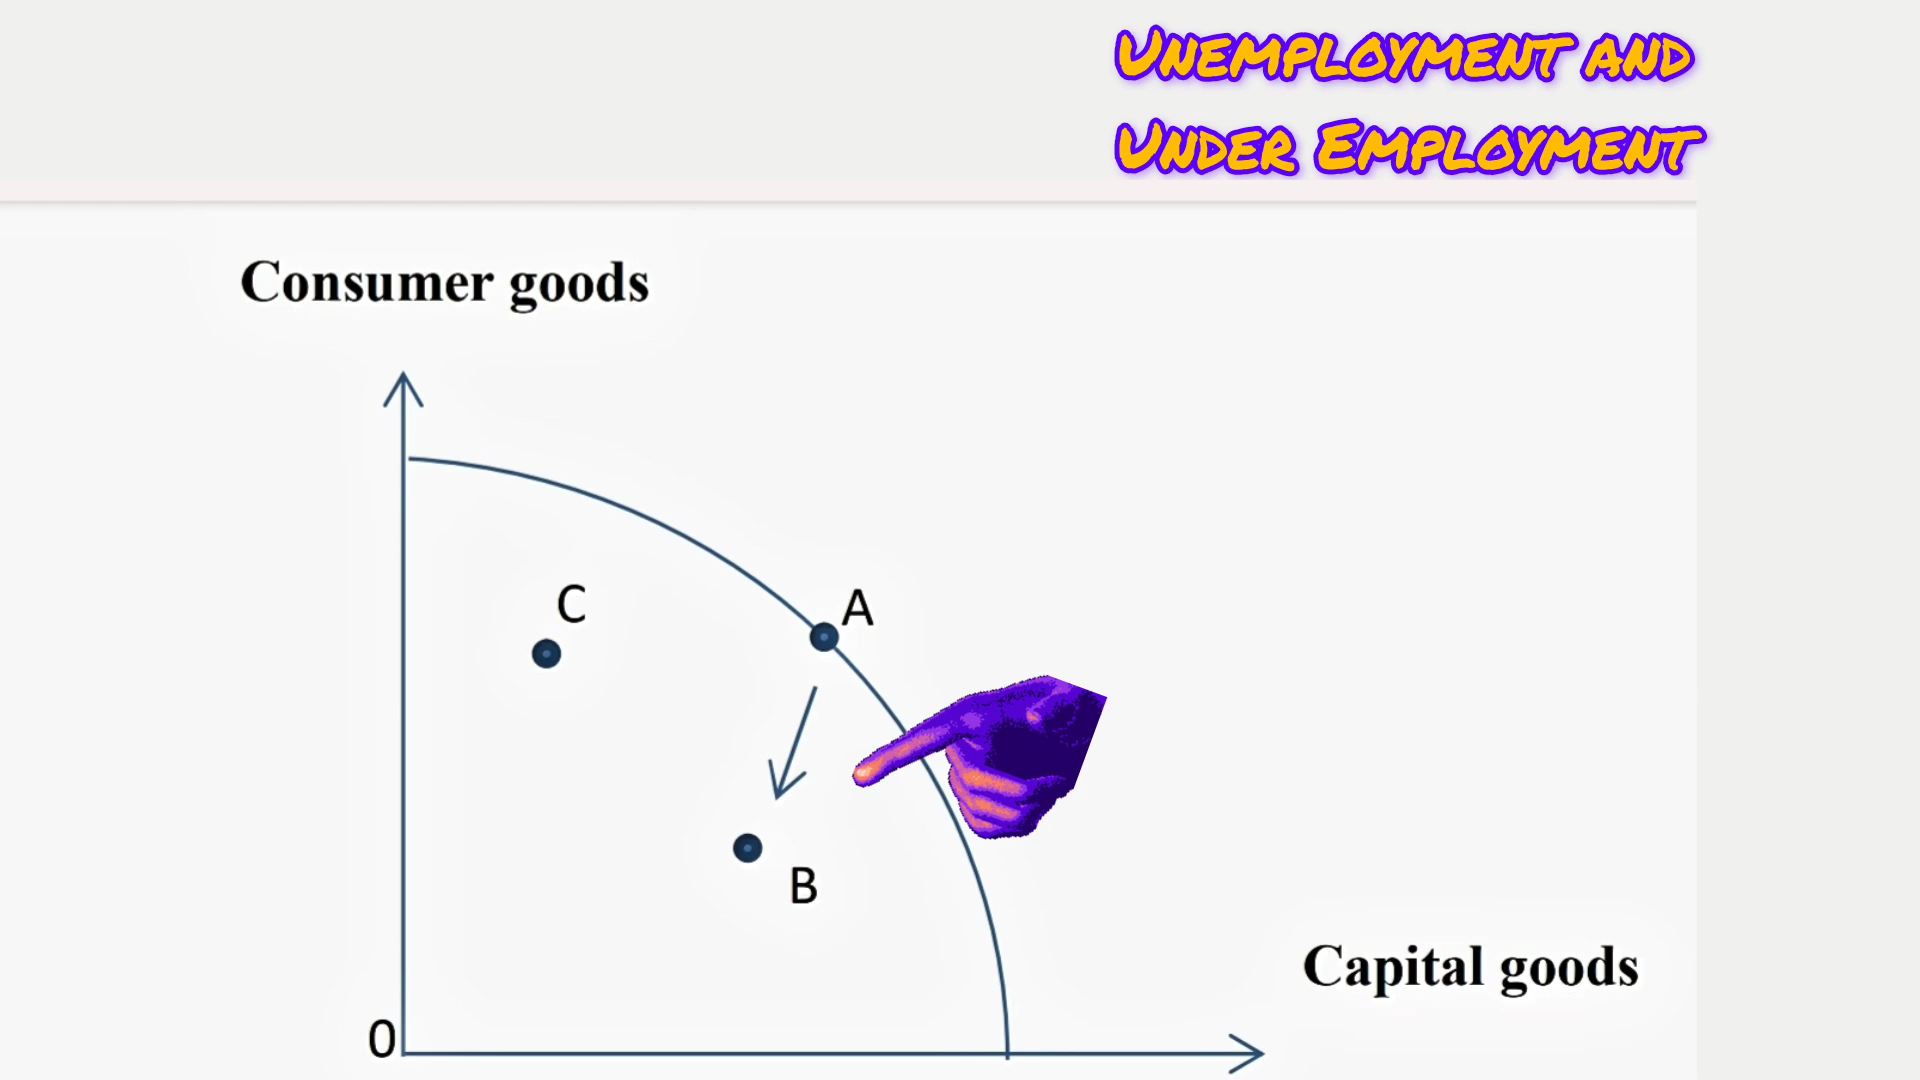 Unemployment and
Under Employment
Consumer goods
C
A
B
Capital goods
0